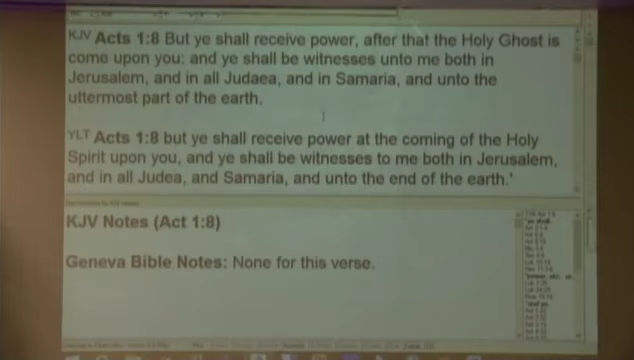 KJV Acts 1:8 But ye shall receive power, after that the Holy Ghost is
come upon you: and ye shall be witnesses unto me both in
Jerusalem, and in all Judaea, and in Samaria, and unto the
uttermost part of the earth.
YLT Acts 1:8 but ye shall receive power at the coming of the Holy
Spirit upon you, and ye shall be witnesses to me both in Jerusalem,
and in all Judea, and Samaria, and unto the end of the earth.'
KJV Notes (Act 1:8)
Geneva Bible Notes: None for this verse.